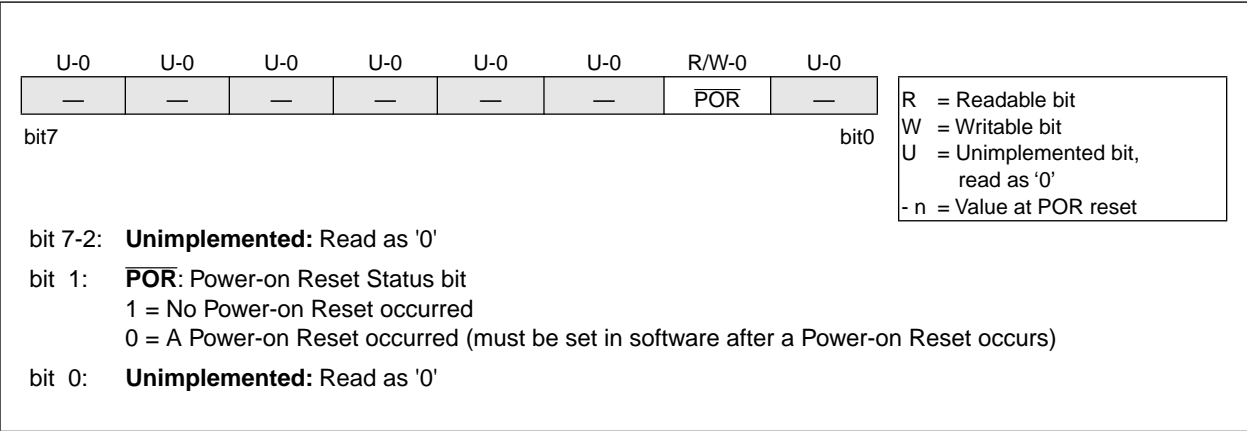 U-0 U-0 U-0 U-0 U-0 U-0 R/W-0 U-0
— — — — — — P̅O̅R̅ —
bit7 bit0
R = Readable bit
W = Writable bit
U = Unimplemented bit,
read as ‘0’
- n = Value at POR reset
bit 7-2: Unimplemented: Read as '0'
bit 1: P̅O̅R̅: Power-on Reset Status bit
1 = No Power-on Reset occurred
0 = A Power-on Reset occurred (must be set in software after a Power-on Reset occurs)
bit 0: Unimplemented: Read as '0'